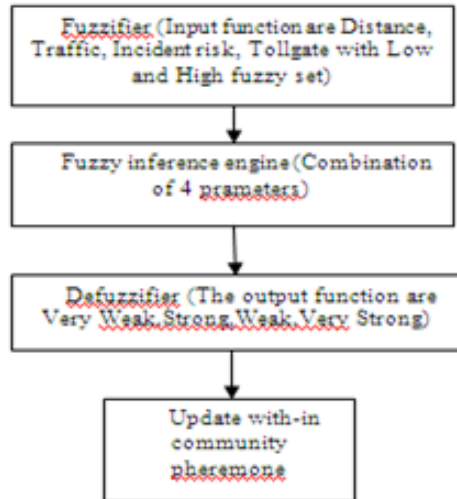 Fuzzifier (Input function are Distance,
Traffic, Incident risk, Tollgate with Low
and High fuzzy set)
Fuzzy inference engine (Combination
of 4 prameters)
Defuzzifier (The output function are
Very Weak,Strong,Weak,Very Strong)
Update with-in
community
pheremone